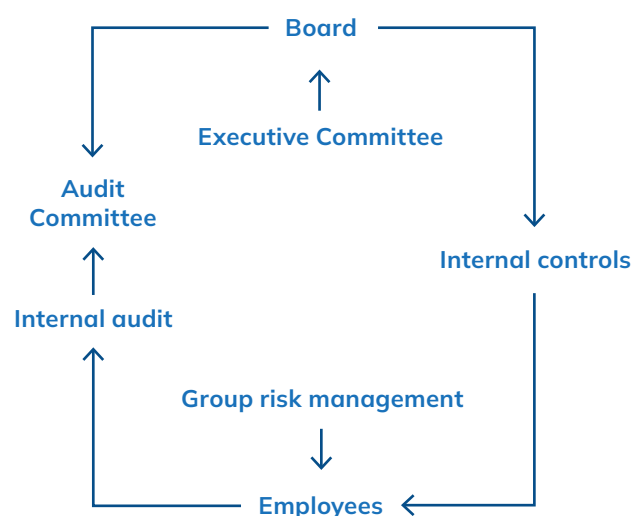 Board
Executive Committee
Audit
Committee
Internal controls
Internal audit
Group risk management
Employees